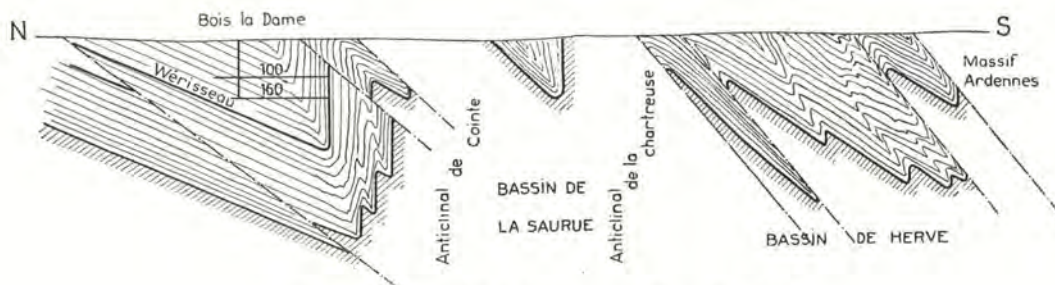 N
Bois la Dame
S
Wérisseau
100
160
Massif
Ardennes
Anticlinal de Cointe
BASSIN DE
LA SAURUE
Anticlinal de la chartreuse
BASSIN DE HERVE